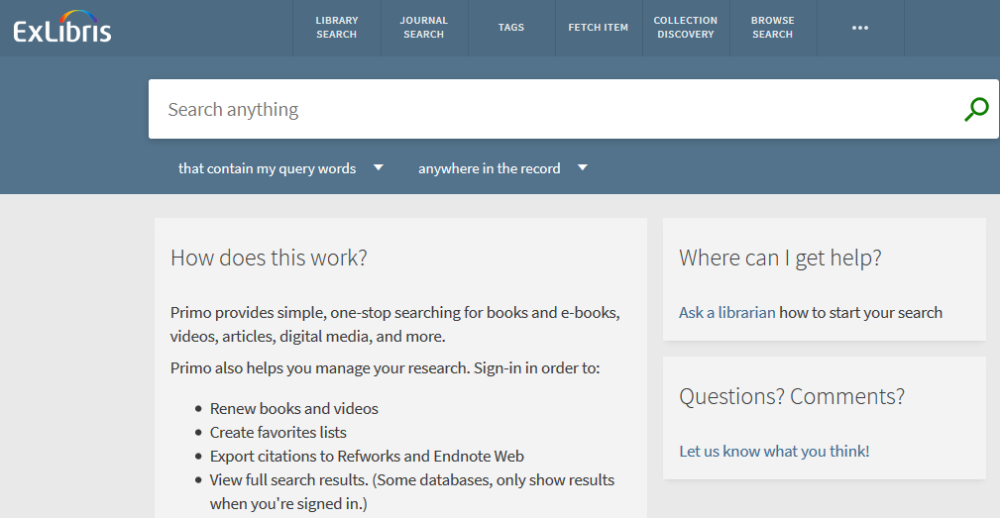 ExLibris
LIBRARY
SEARCH
JOURNAL
SEARCH
TAGS
FETCH ITEM
COLLECTION
DISCOVERY
BROWSE
SEARCH
Search anything
that contain my query words
anywhere in the record
How does this work?
Primo provides simple, one-stop searching for books and e-books,
videos, articles, digital media, and more.
Primo also helps you manage your research. Sign-in in order to:
Renew books and videos
Create favorites lists
Export citations to Refworks and Endnote Web
View full search results. (Some databases, only show results
when you're signed in.)
Where can I get help?
Ask a librarian how to start your search
Questions? Comments?
Let us know what you think!